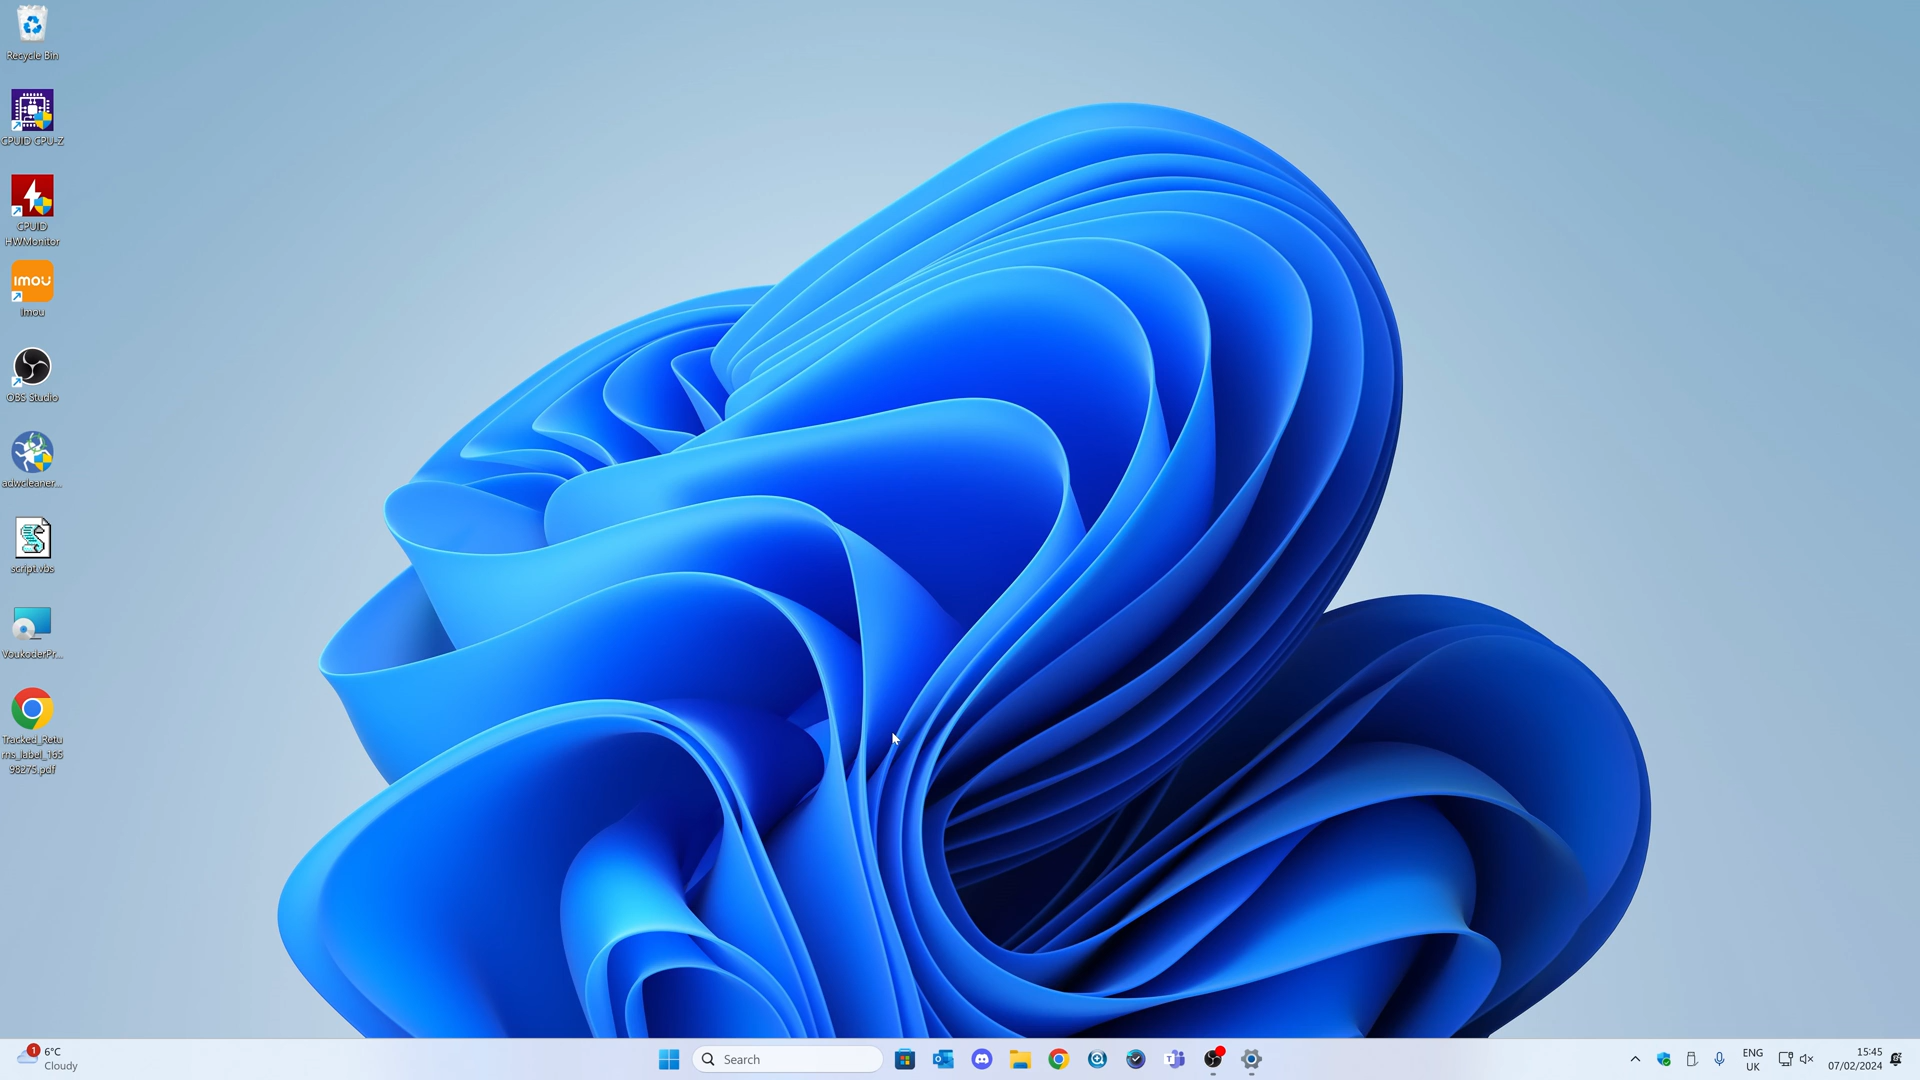 Recycle Bin
CPUID CPU-Z
CPUID
HWMonitor
imou
Imou
OBS Studio
adwcleaner...
script.vbs
VoukoderPr...
Tracked_Retu
rns_label_165
98275.pdf
1
6°C
Cloudy
Search
T
ENG
UK
15:45
07/02/2024